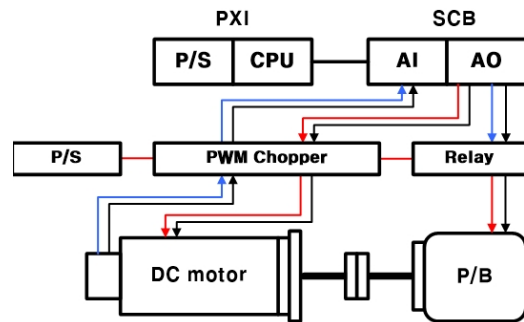 PXI SCB
P/S CPU AI AO
P/S PWM Chopper Relay
DC motor P/B